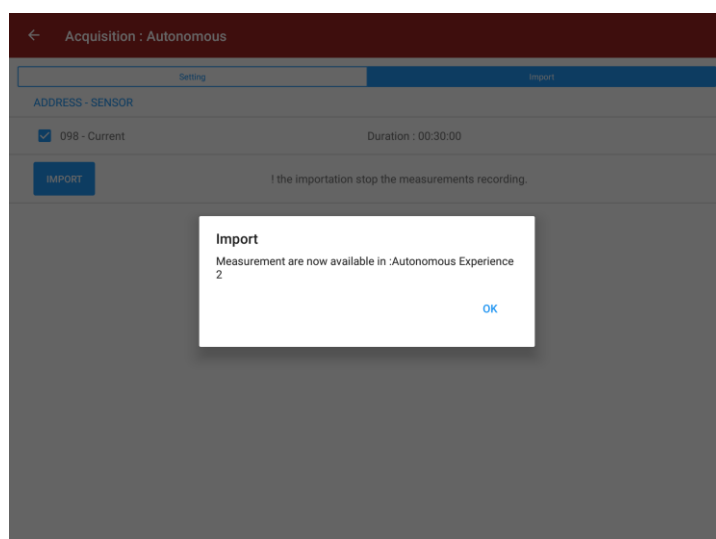 Acquisition : Autonomous
Setting
Import
ADDRESS - SENSOR
098 - Current
Duration : 00:30:00
IMPORT
! the importation stop the measurements recording.
Import
Measurement are now available in :Autonomous Experience
2
OK